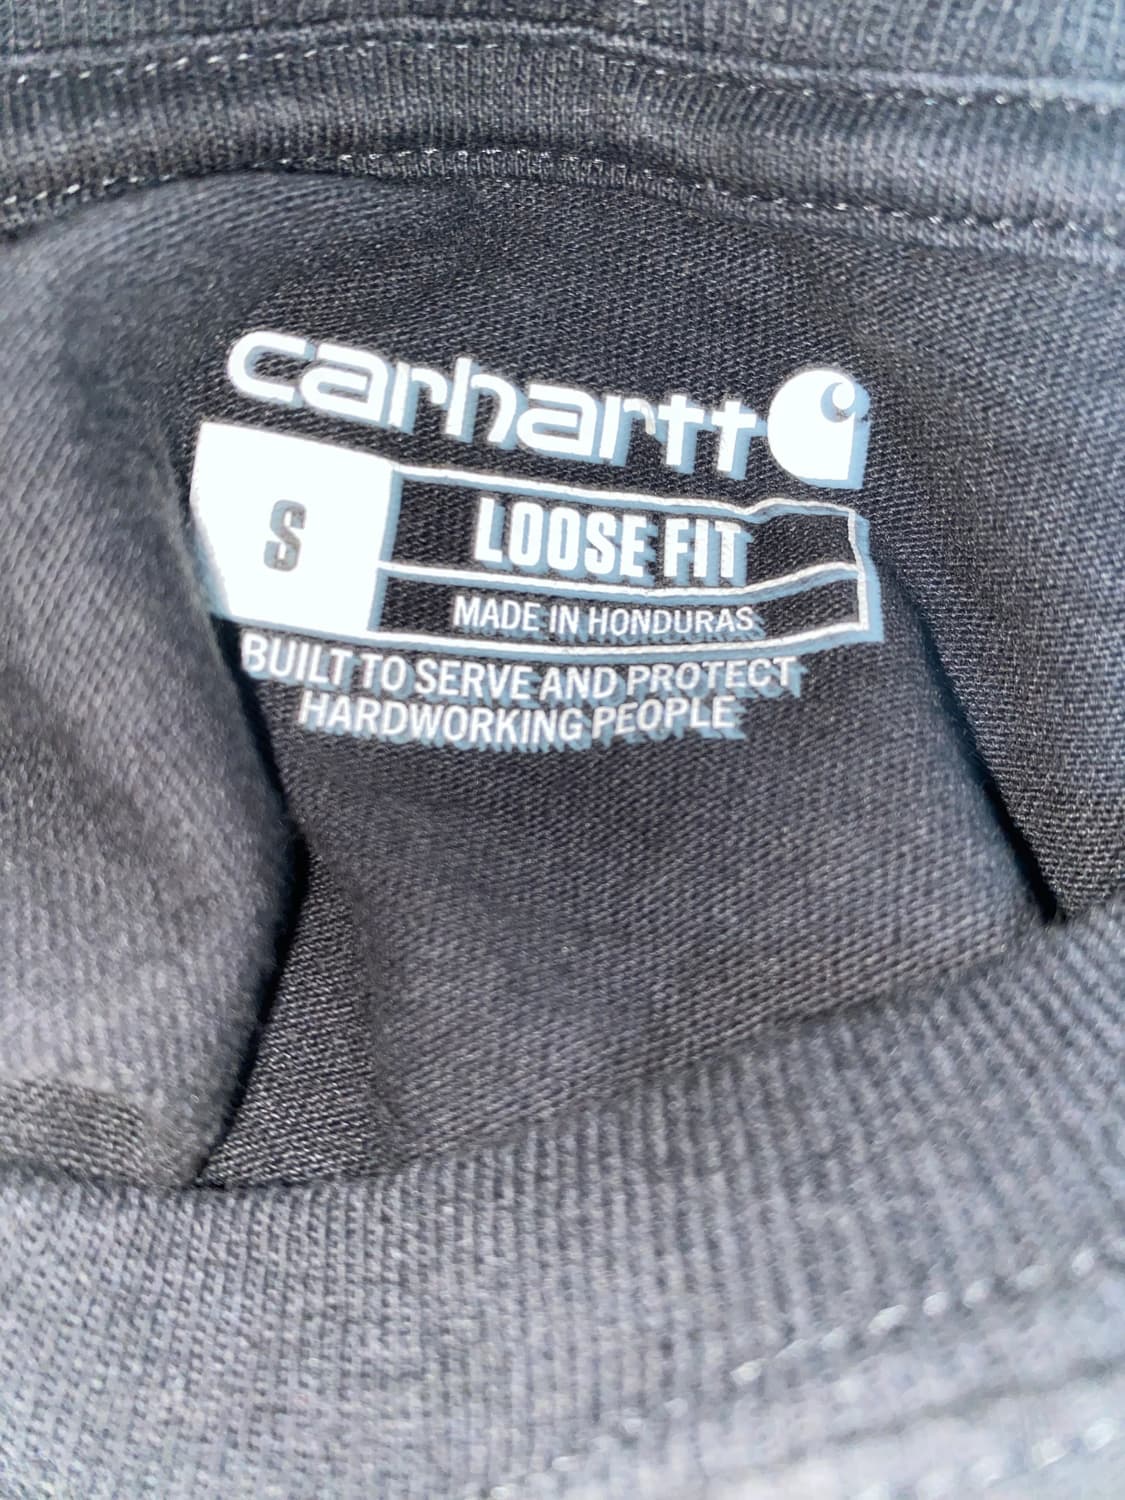 carhartt
S
LOOSE FIT
MADE IN HONDURAS
BUILT TO SERVE AND PROTECT
HARDWORKING PEOPLE